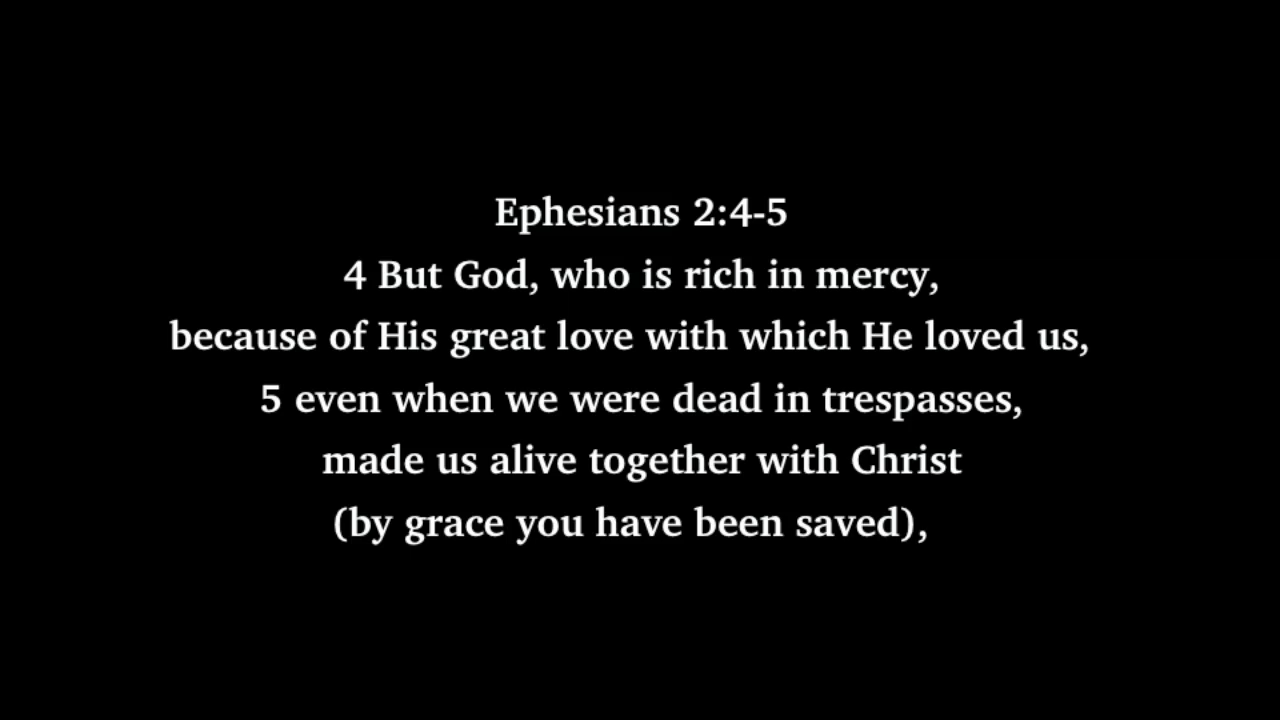 Ephesians 2:4-5
4 But God, who is rich in mercy,
because of His great love with which He loved us,
5 even when we were dead in trespasses,
made us alive together with Christ
(by grace you have been saved),